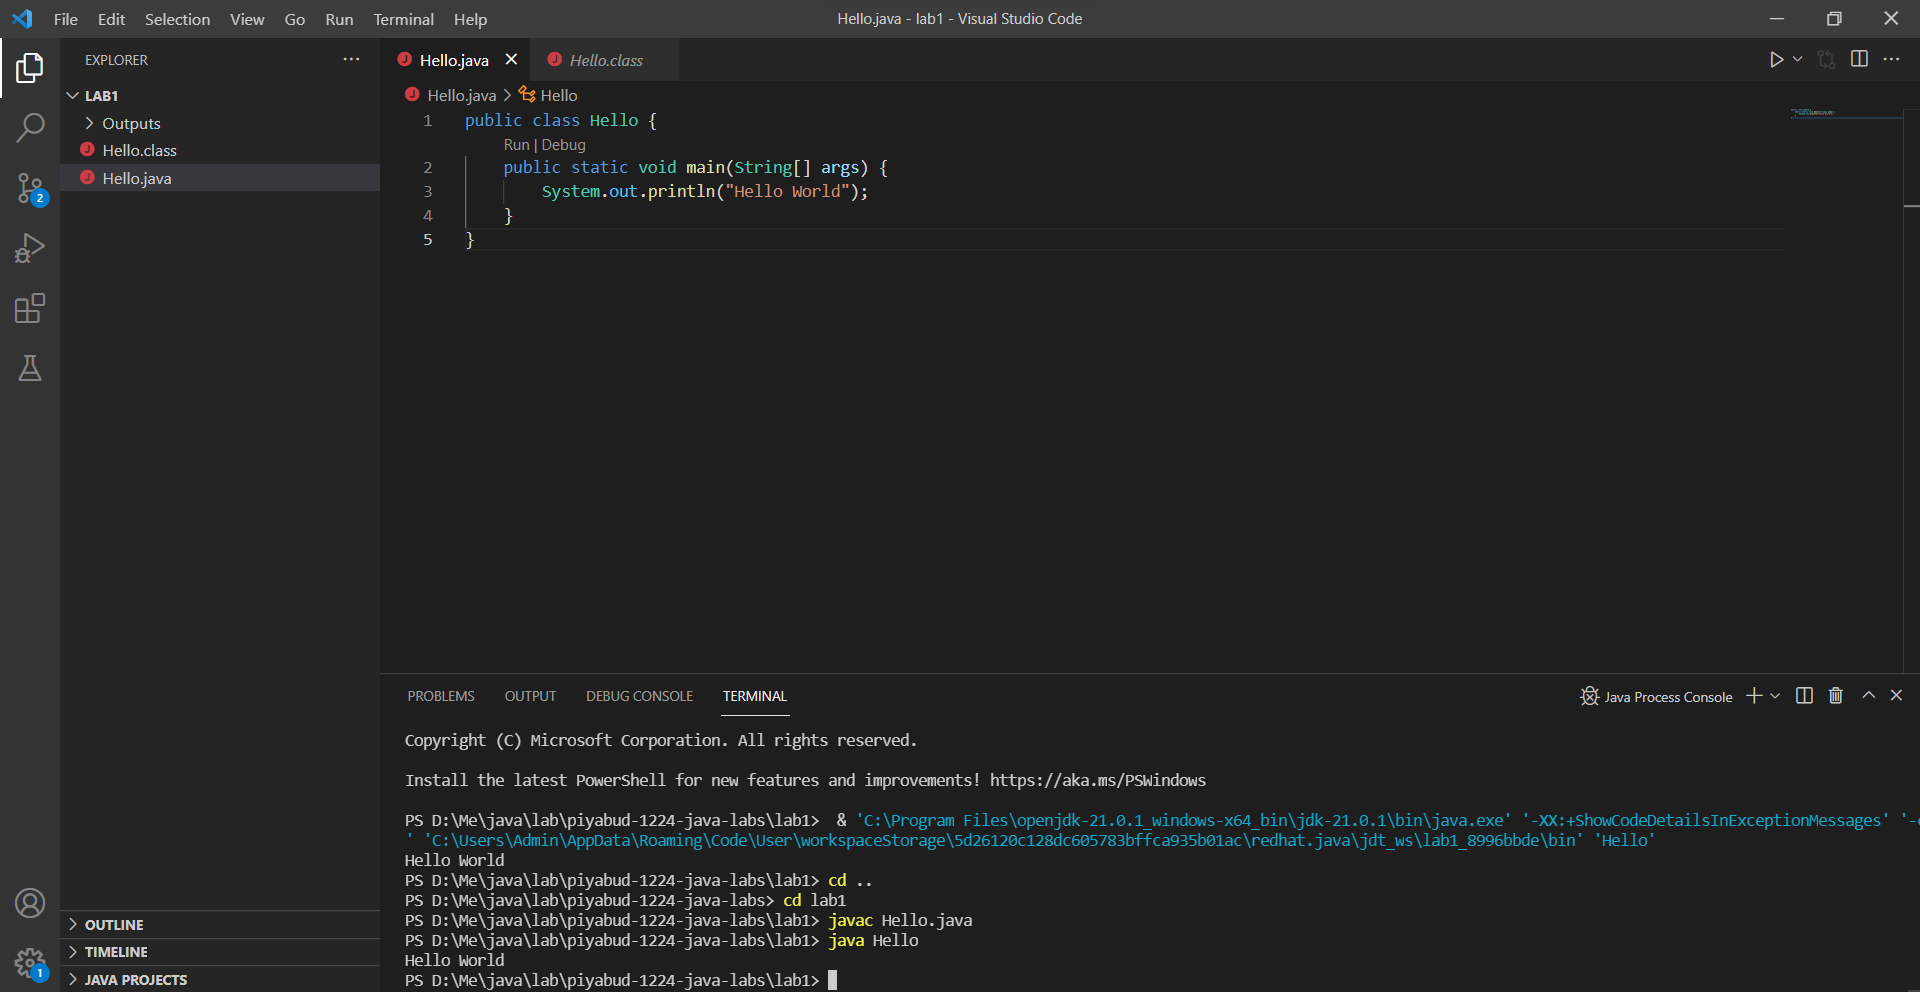 File Edit Selection View Go Run Terminal Help
Hello.java - lab1 - Visual Studio Code
EXPLORER
LAB1
Outputs
Hello.class
Hello.java
2
OUTLINE
TIMELINE
JAVA PROJECTS
1
Hello.java Hello.class
Hello.java > Hello
1 public class Hello {
Run | Debug
2 public static void main(String[] args) {
3 System.out.println("Hello World");
4 }
5 }
PROBLEMS OUTPUT DEBUG CONSOLE TERMINAL
Java Process Console
Copyright (C) Microsoft Corporation. All rights reserved.
Install the latest PowerShell for new features and improvements! https://aka.ms/PSWindows
PS D:\Me\java\lab\piyabud-1224-java-labs\lab1>  & 'C:\Program Files\openjdk-21.0.1_windows-x64_bin\jdk-21.0.1\bin\java.exe' '-XX:+ShowCodeDetailsInExceptionMessages' '-c
' 'C:\Users\Admin\AppData\Roaming\Code\User\workspaceStorage\5d26120c128dc605783bffca935b01ac\redhat.java\jdt_ws\lab1_8996bbde\bin' 'Hello'
Hello World
PS D:\Me\java\lab\piyabud-1224-java-labs\lab1> cd ..
PS D:\Me\java\lab\piyabud-1224-java-labs> cd lab1
PS D:\Me\java\lab\piyabud-1224-java-labs\lab1> javac Hello.java
PS D:\Me\java\lab\piyabud-1224-java-labs\lab1> java Hello
Hello World
PS D:\Me\java\lab\piyabud-1224-java-labs\lab1>